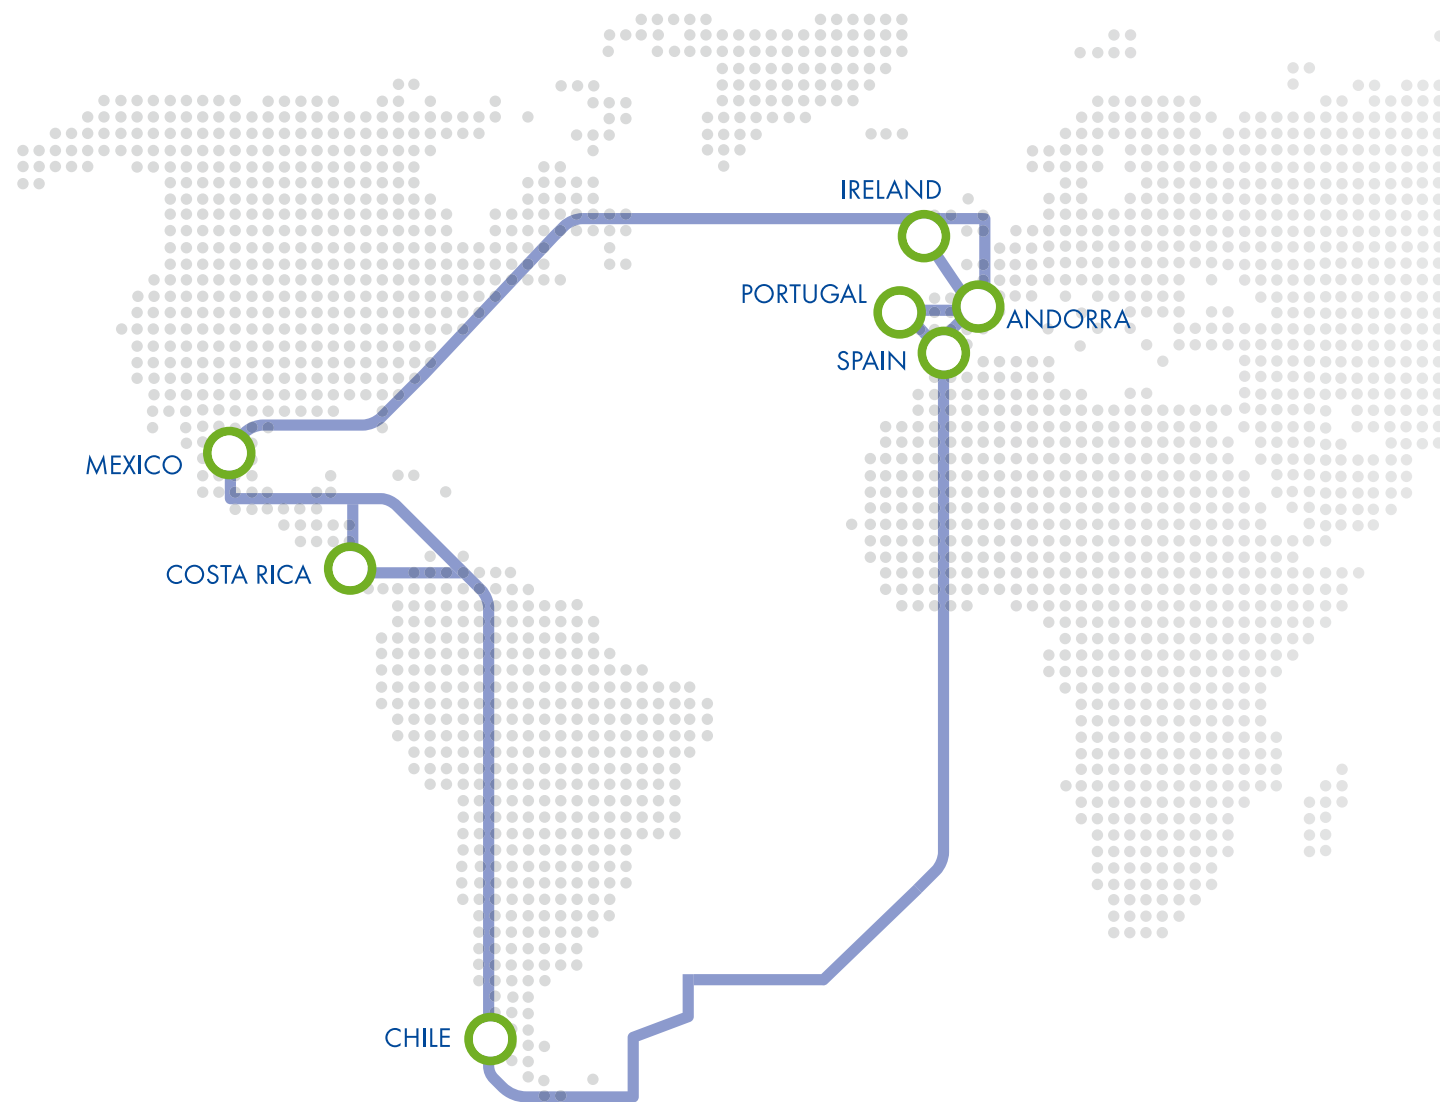 IRELAND
PORTUGAL
ANDORRA
SPAIN
MEXICO
COSTA RICA
CHILE